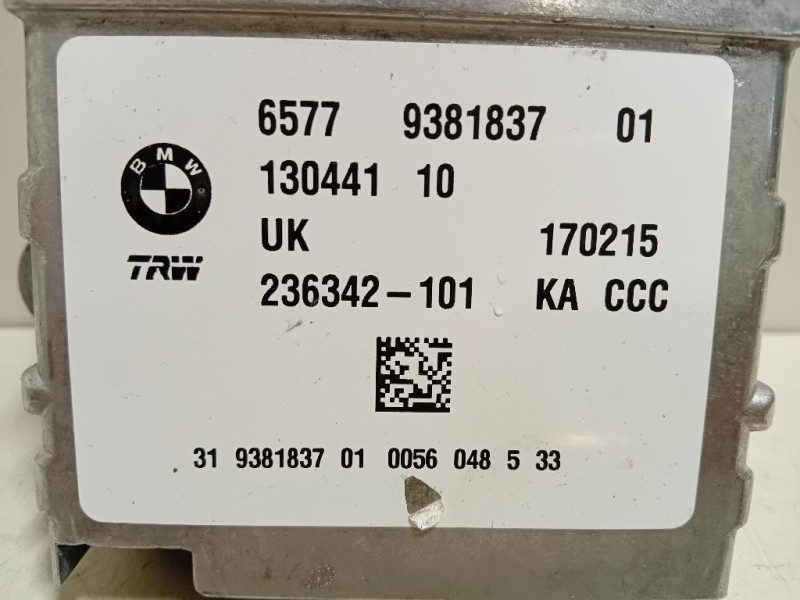 6577 9381837 01
BMW
130441 10
UK 170215
TRW
236342-101 KA CCC
31 9381837 01 0056 048 5 33